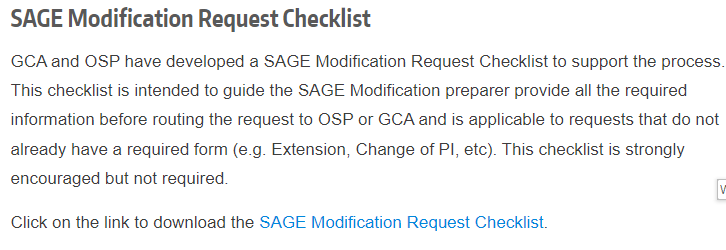 SAGE Modification Request Checklist
GCA and OSP have developed a SAGE Modification Request Checklist to support the process.
This checklist is intended to guide the SAGE Modification preparer provide all the required
information before routing the request to OSP or GCA and is applicable to requests that do not
already have a required form (e.g. Extension, Change of PI, etc). This checklist is strongly
encouraged but not required.
Click on the link to download the SAGE Modification Request Checklist.